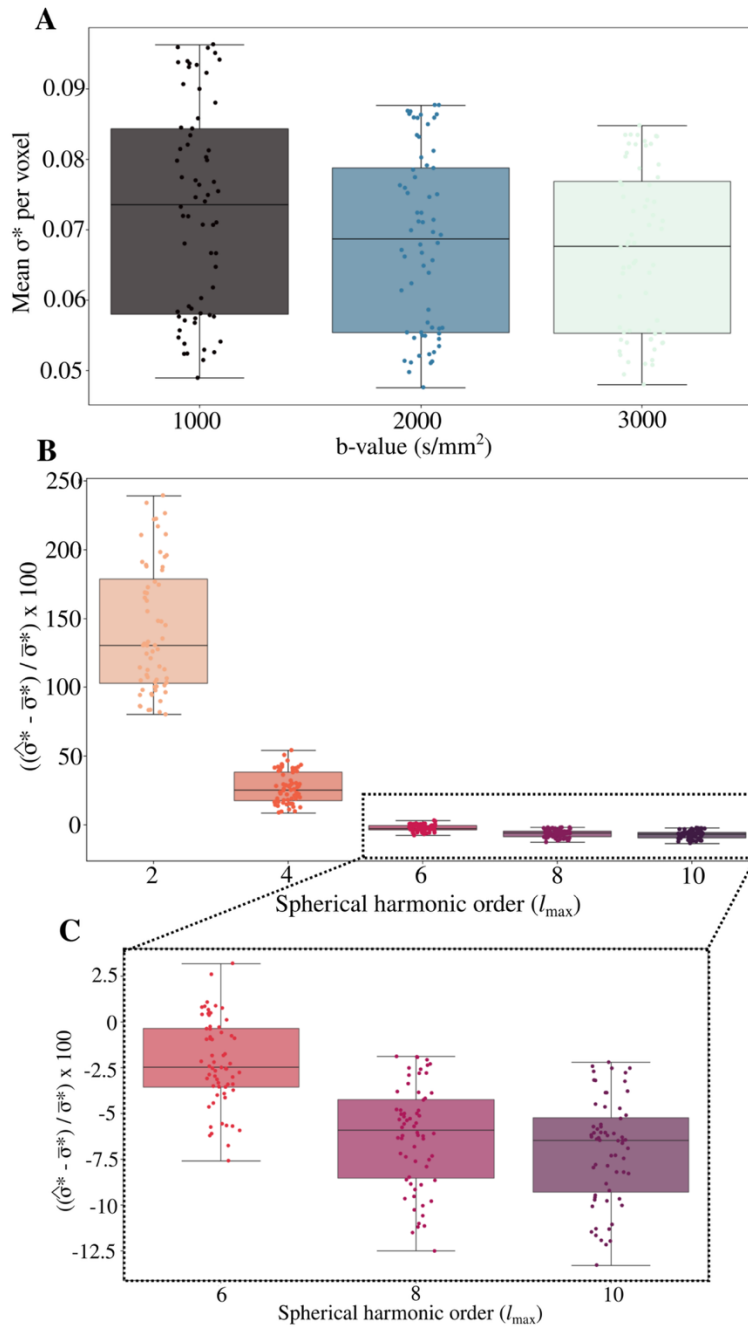 A
0.09
0.08
0.07
0.06
0.05
Mean σ* per voxel
1000 2000 3000
b-value (s/mm²)
B
250
200
150
100
50
0
((σ̂* - σ̅*) / σ̅*) x 100
2 4 6 8 10
Spherical harmonic order (lmax)
C
2.5
0
-2.5
-5
-7.5
-10
-12.5
((σ̂* - σ̅*) / σ̅*) x 100
6 8 10
Spherical harmonic order (lmax)